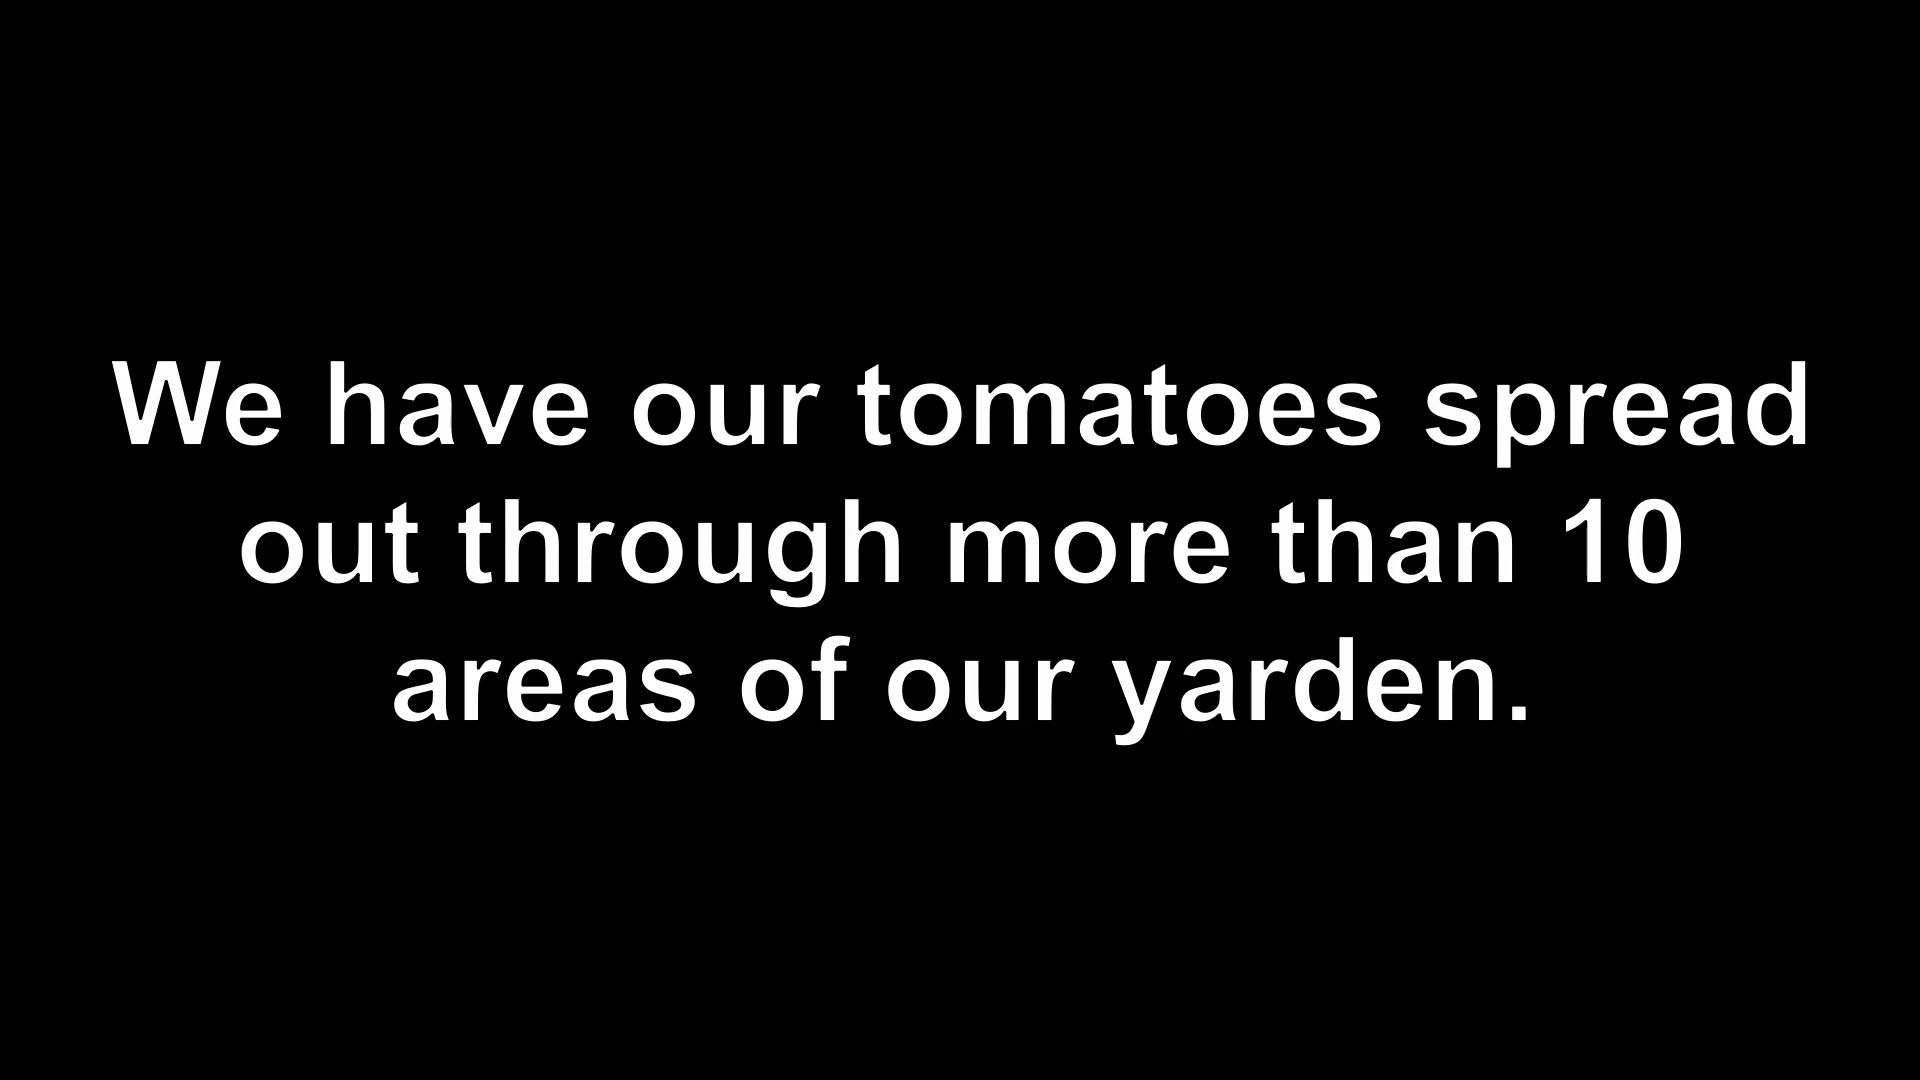 We have our tomatoes spread
out through more than 10
areas of our yarden.